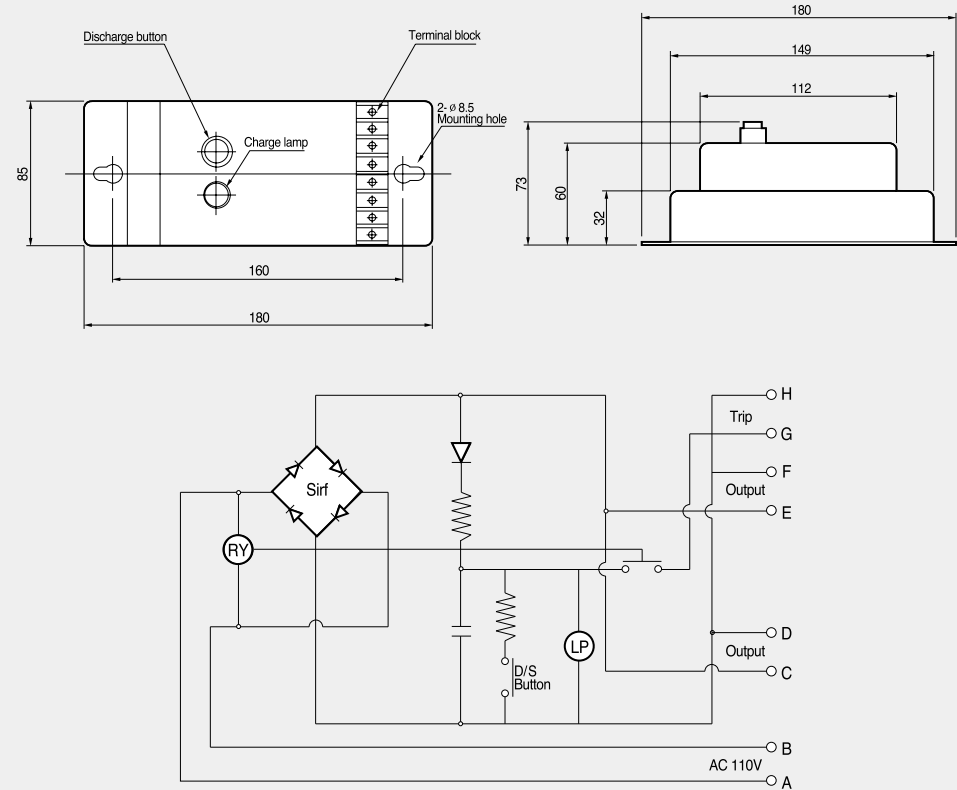 180
Discharge button
Terminal block
149
112
2- ø 8.5
Mounting hole
Charge lamp
85
73
60
32
160
180
H
Trip
G
F
Sirf
Output
E
RY
D
LP
Output
D/S
Button
C
B
AC 110V
A